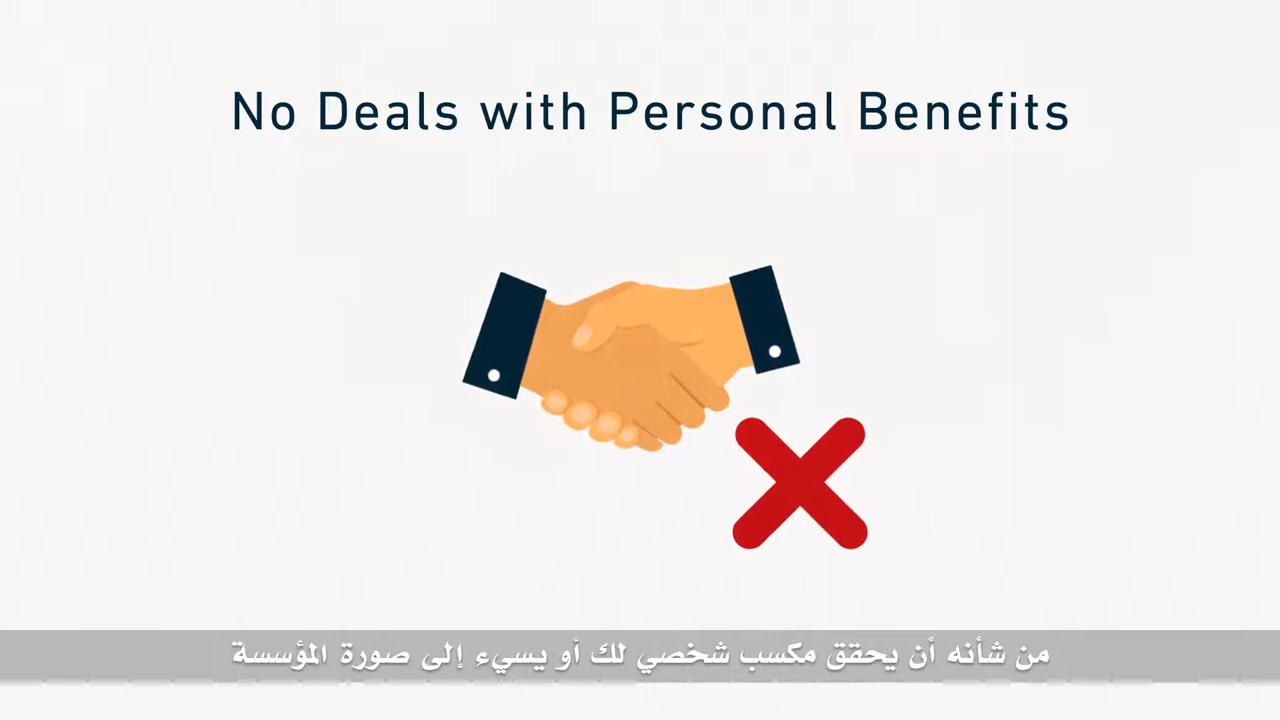 No Deals with Personal Benefits
من شأنه أن يحقق مكسب شخصي لك أو يسيء إلى صورة المؤسسة